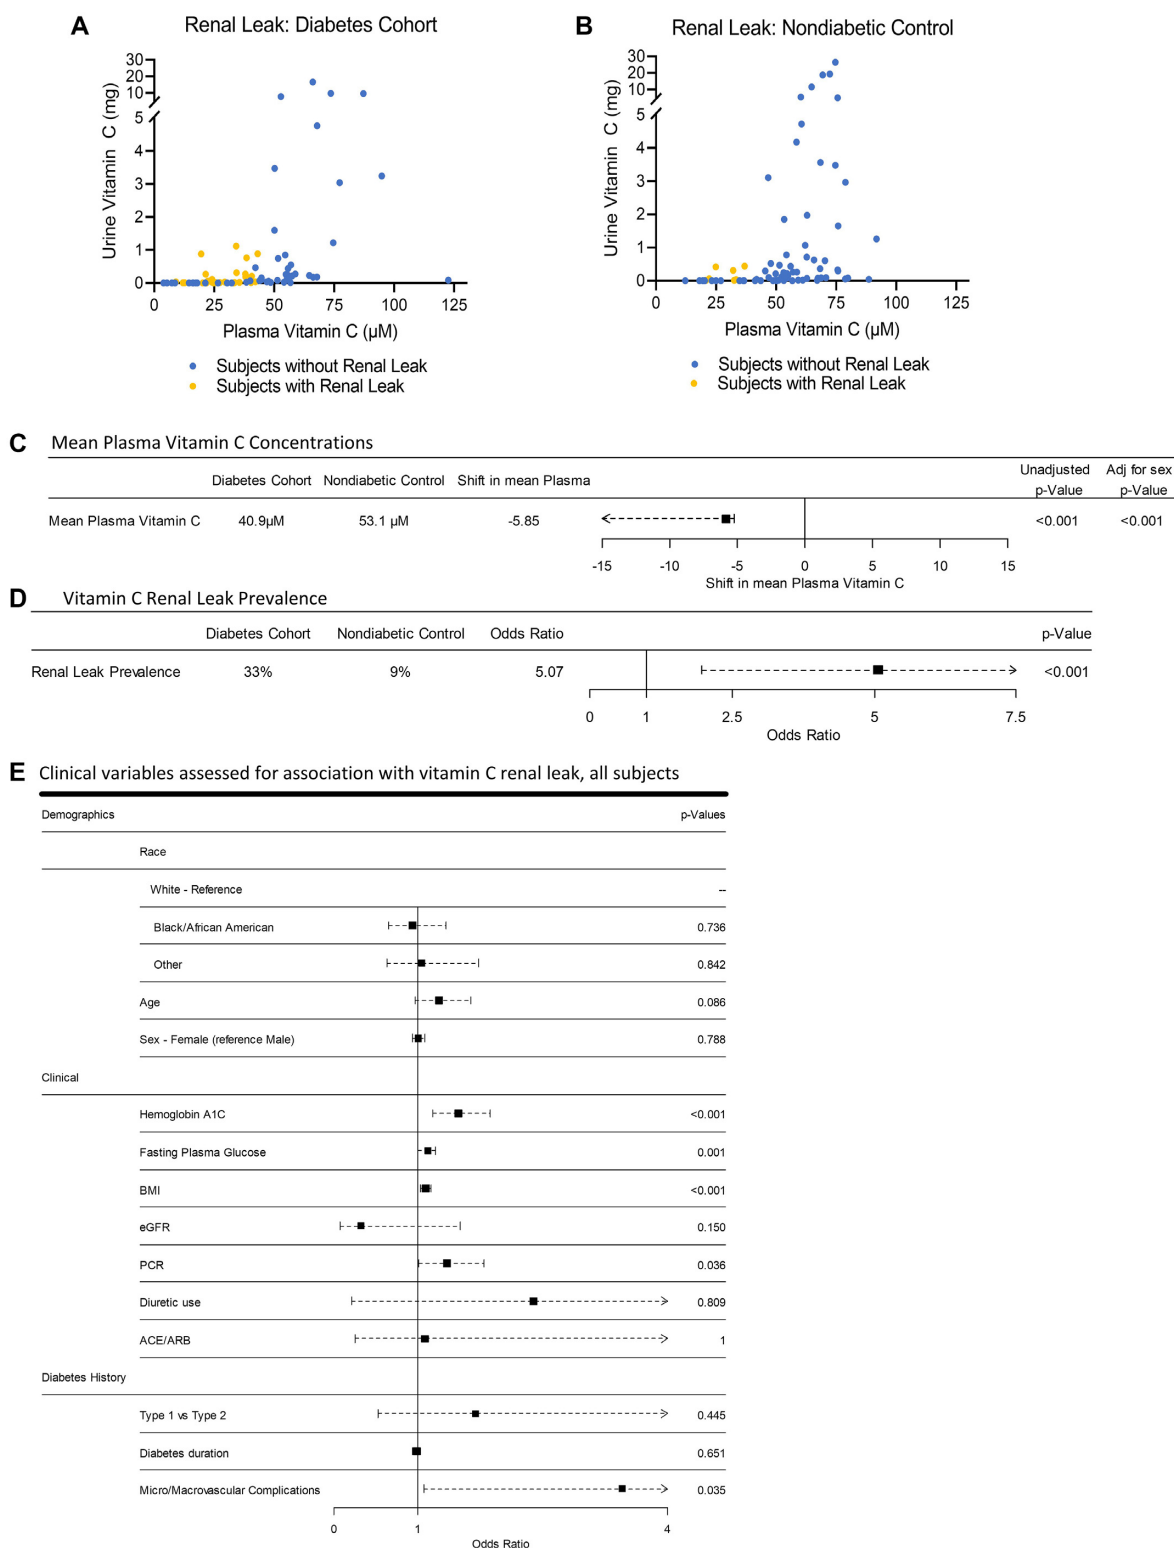 A
Renal Leak: Diabetes Cohort
30
20
10
5
4
3
2
1
0
Urine Vitamin C (mg)
0 25 50 75 100 125
Plasma Vitamin C (µM)
Subjects without Renal Leak
Subjects with Renal Leak
B
Renal Leak: Nondiabetic Control
30
20
10
5
4
3
2
1
0
Urine Vitamin C (mg)
0 25 50 75 100 125
Plasma Vitamin C (µM)
Subjects without Renal Leak
Subjects with Renal Leak
C Mean Plasma Vitamin C Concentrations
Diabetes Cohort Nondiabetic Control Shift in mean Plasma Unadjusted p-Value Adj for sex p-Value
Mean Plasma Vitamin C 40.9µM 53.1 µM -5.85 <0.001 <0.001
-15 -10 -5 0 5 10 15
Shift in mean Plasma Vitamin C
D Vitamin C Renal Leak Prevalence
Diabetes Cohort Nondiabetic Control Odds Ratio p-Value
Renal Leak Prevalence 33% 9% 5.07 <0.001
0 1 2.5 5 7.5
Odds Ratio
E Clinical variables assessed for association with vitamin C renal leak, all subjects
Demographics p-Values
Race
White - Reference --
Black/African American 0.736
Other 0.842
Age 0.086
Sex - Female (reference Male) 0.788
Clinical
Hemoglobin A1C <0.001
Fasting Plasma Glucose 0.001
BMI <0.001
eGFR 0.150
PCR 0.036
Diuretic use 0.809
ACE/ARB 1
Diabetes History
Type 1 vs Type 2 0.445
Diabetes duration 0.651
Micro/Macrovascular Complications 0.035
0 1 4
Odds Ratio